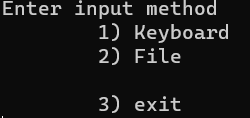 Enter input method
1) Keyboard
2) File
3) exit